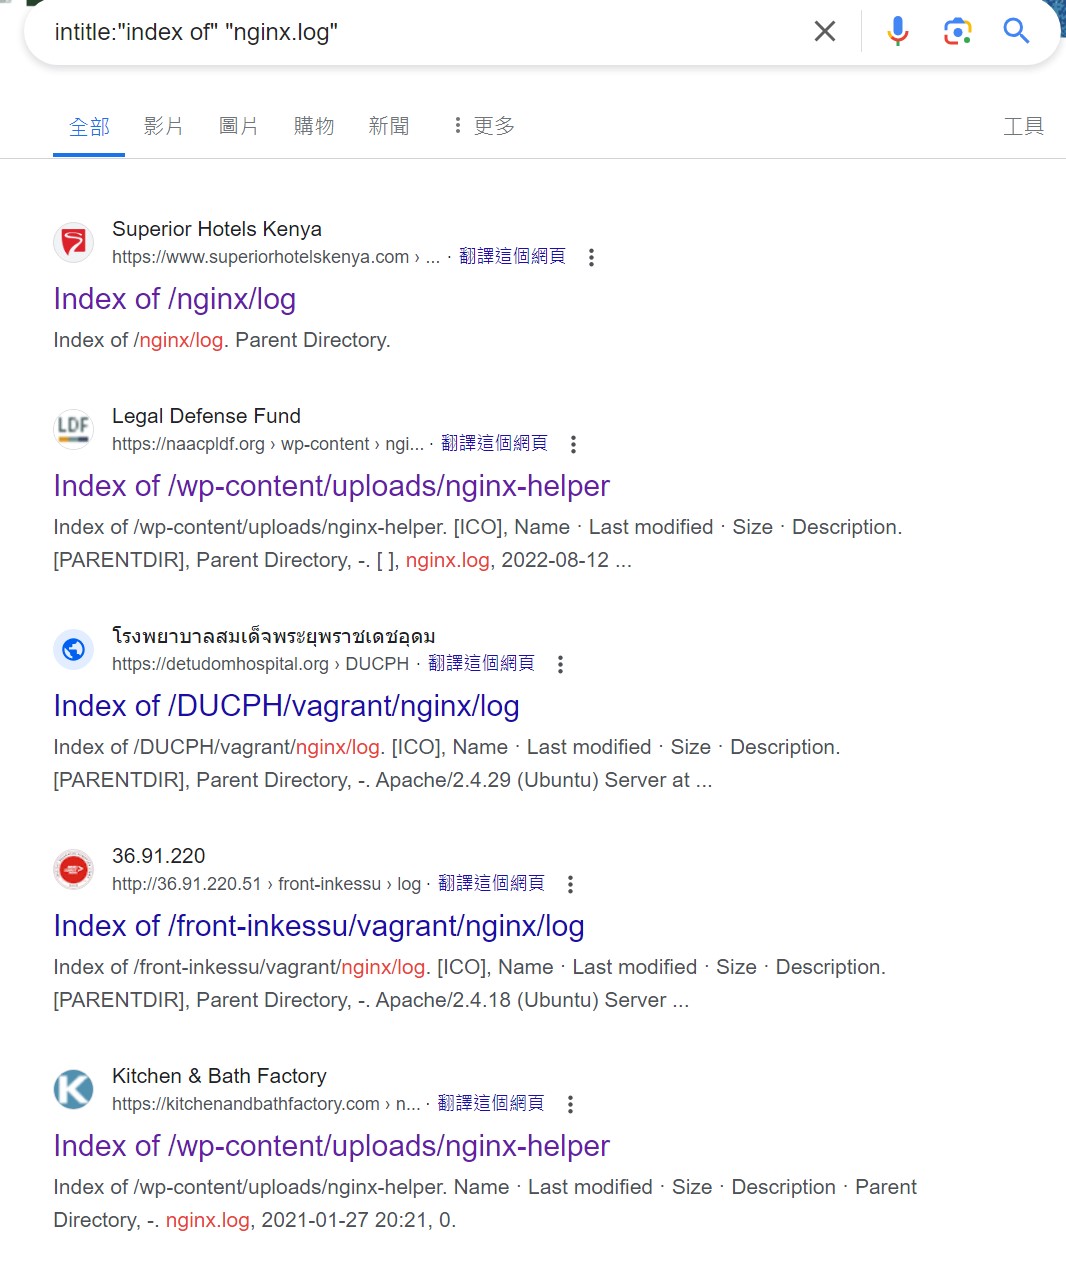 intitle:"index of" "nginx.log"
全部 影片 圖片 購物 新聞 更多 工具
Superior Hotels Kenya
https://www.superiorhotelskenya.com › ... · 翻譯這個網頁
Index of /nginx/log
Index of /nginx/log. Parent Directory.
LDF
Legal Defense Fund
https://naacpldf.org › wp-content › ngi... · 翻譯這個網頁
Index of /wp-content/uploads/nginx-helper
Index of /wp-content/uploads/nginx-helper. [ICO], Name · Last modified · Size · Description.
[PARENTDIR], Parent Directory, -. [ ], nginx.log, 2022-08-12 ...
โรงพยาบาลสมเด็จพระยุพราชเดชอุดม
https://detudomhospital.org › DUCPH · 翻譯這個網頁
Index of /DUCPH/vagrant/nginx/log
Index of /DUCPH/vagrant/nginx/log. [ICO], Name · Last modified · Size · Description.
[PARENTDIR], Parent Directory, -. Apache/2.4.29 (Ubuntu) Server at ...
36.91.220
http://36.91.220.51 › front-inkessu › log · 翻譯這個網頁
Index of /front-inkessu/vagrant/nginx/log
Index of /front-inkessu/vagrant/nginx/log. [ICO], Name · Last modified · Size · Description.
[PARENTDIR], Parent Directory, -. Apache/2.4.18 (Ubuntu) Server ...
K
Kitchen & Bath Factory
https://kitchenandbathfactory.com › n... · 翻譯這個網頁
Index of /wp-content/uploads/nginx-helper
Index of /wp-content/uploads/nginx-helper. Name · Last modified · Size · Description · Parent
Directory, -. nginx.log, 2021-01-27 20:21, 0.